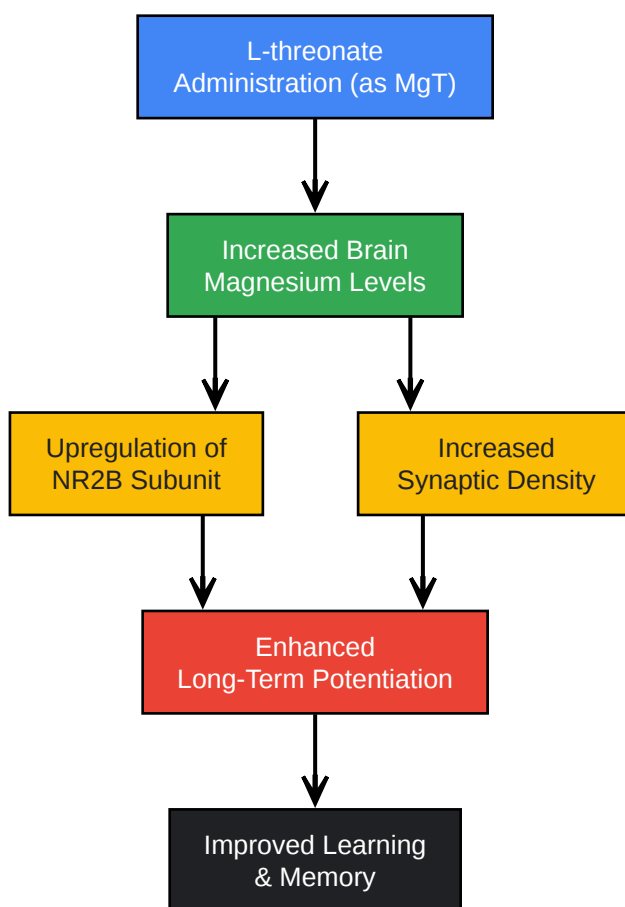 L-threonate
Administration (as MgT)
Increased Brain
Magnesium Levels
Upregulation of
NR2B Subunit
Increased
Synaptic Density
Enhanced
Long-Term Potentiation
Improved Learning
& Memory